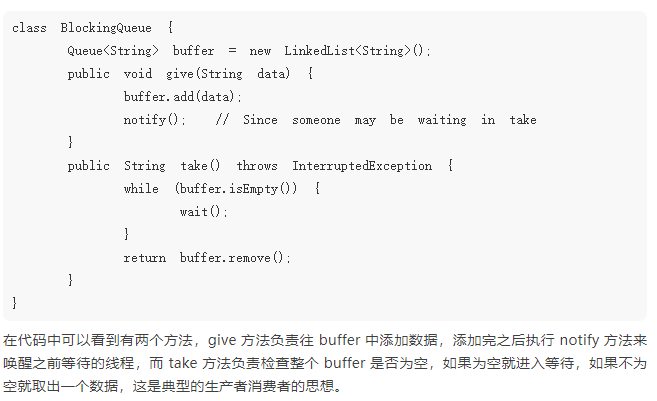 class BlockingQueue {
Queue<String> buffer = new LinkedList<String>();
public void give(String data) {
buffer.add(data);
notify(); // Since someone may be waiting in take
}
public String take() throws InterruptedException {
while (buffer.isEmpty()) {
wait();
}
return buffer.remove();
}
}
在代码中可以看到有两个方法，give 方法负责往 buffer 中添加数据，添加完之后执行 notify 方法来
唤醒之前等待的线程，而 take 方法负责检查整个 buffer 是否为空，如果为空就进入等待，如果不为
空就取出一个数据，这是典型的生产者消费者的思想。